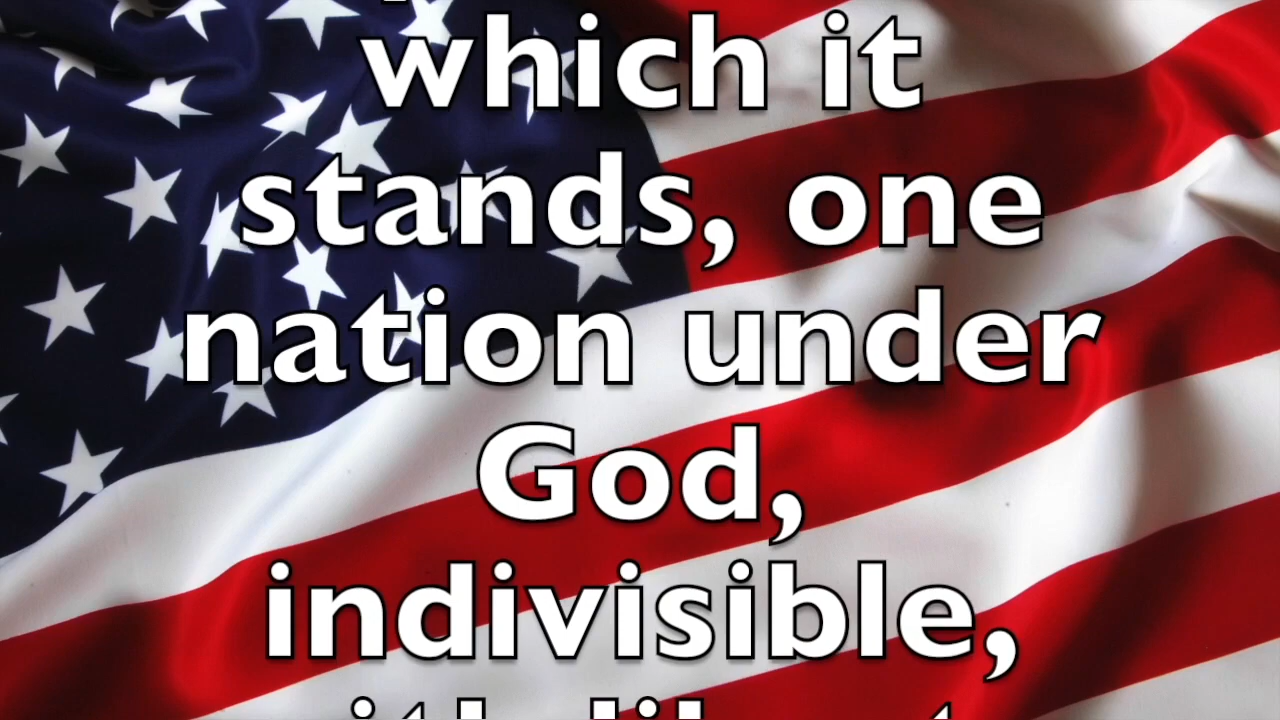 which it
stands, one
nation under
God,
indivisible,